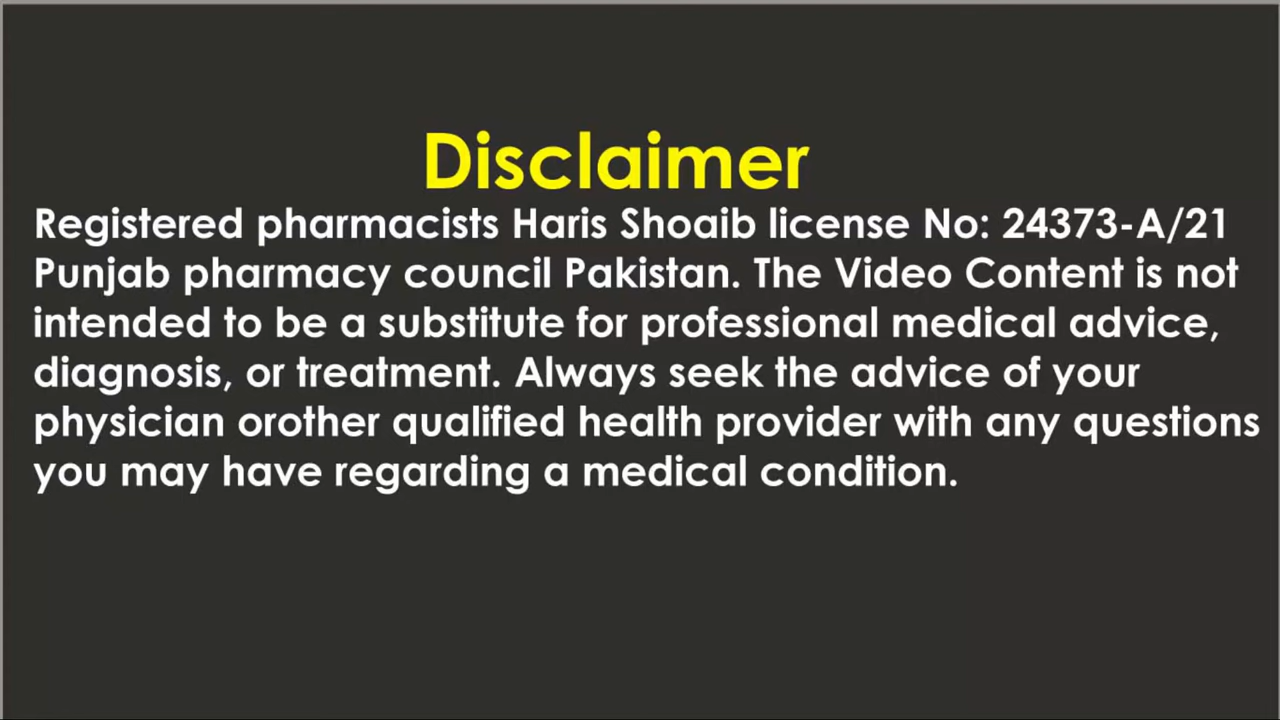 Disclaimer
Registered pharmacists Haris Shoaib license No: 24373-A/21
Punjab pharmacy council Pakistan. The Video Content is not
intended to be a substitute for professional medical advice,
diagnosis, or treatment. Always seek the advice of your
physician orother qualified health provider with any questions
you may have regarding a medical condition.